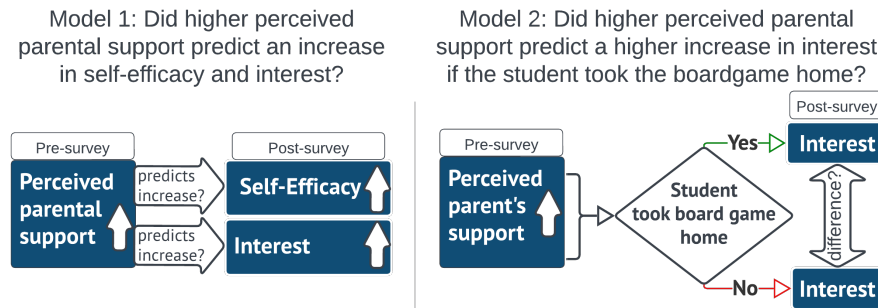 Model 1: Did higher perceived
parental support predict an increase
in self-efficacy and interest?
Pre-survey
Post-survey
Perceived
parental
support
predicts
increase?
Self-Efficacy
predicts
increase?
Interest
Model 2: Did higher perceived parental
support predict a higher increase in interest
if the student took the boardgame home?
Post-survey
Pre-survey
Yes
Interest
Perceived
parent's
support
Student
took board game
home
difference?
No
Interest